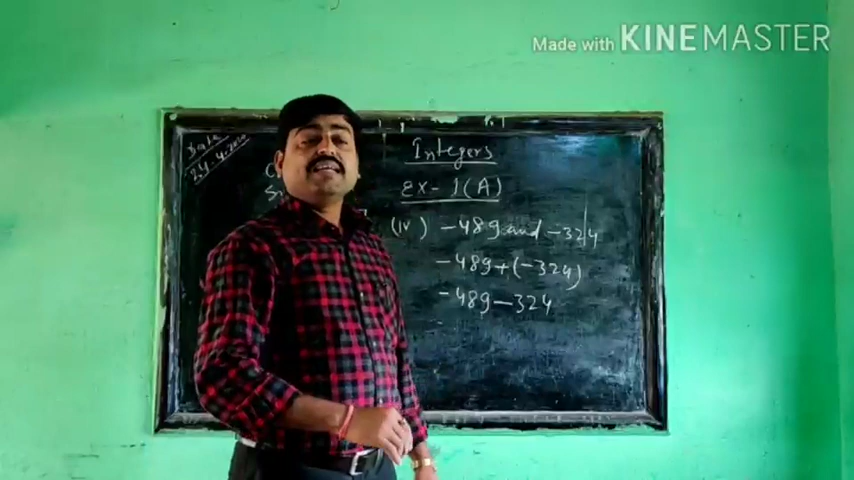 Made with KINEMASTER
Date
24.4.2020
Integers
Ex-1(A)
(iv) -489 and -324
-489+(-324)
-489-324